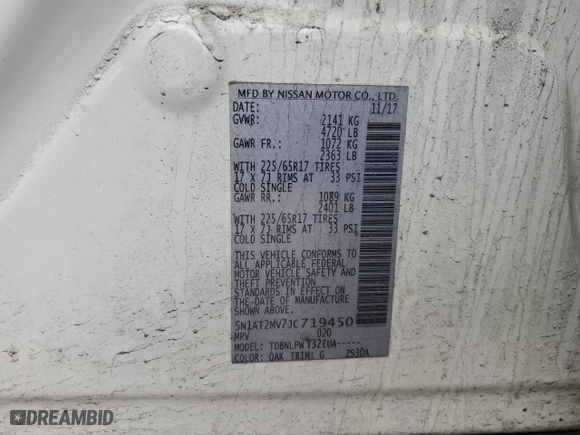 MFD BY NISSAN MOTOR CO., LTD.
DATE: 11/17
GVWR: 2141 KG
4720 LB
GAWR FR.: 1072 KG
2363 LB
WITH 225/65R17 TIRES
17 X 7J RIMS AT 33 PSI
COLD SINGLE
GAWR RR.: 1089 KG
2401 LB
WITH 225/65R17 TIRES
17 X 7J RIMS AT 33 PSI
COLD SINGLE
THIS VEHICLE CONFORMS TO
ALL APPLICABLE FEDERAL
MOTOR VEHICLE SAFETY AND
THEFT PREVENTION
STANDARDS IN EFFECT ON
THE-DATE OF MANUFACTURE
SHOWN ABOVE.
5N1AT2MV7JC719450
MPV 020
MODEL: TDBNLPWT32EUA-----
COLOR: QAK TRIM: G ZS30A
DREAMBID